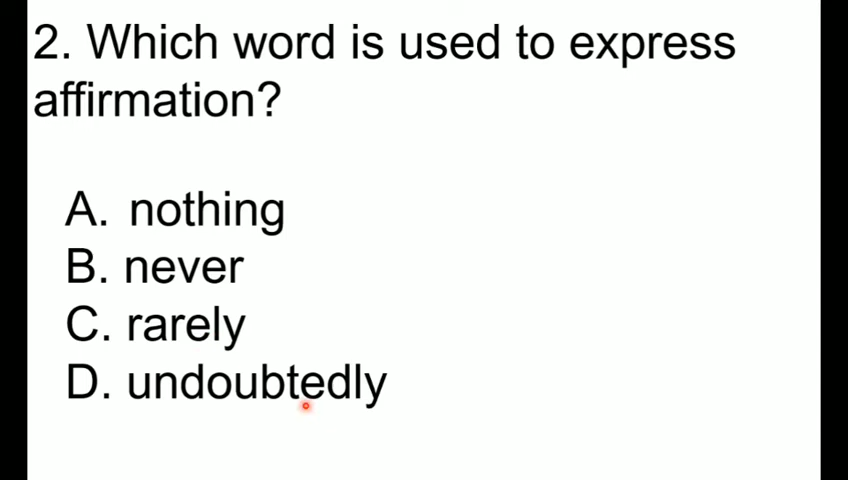 2. Which word is used to express
affirmation?
A. nothing
B. never
C. rarely
D. undoubtedly